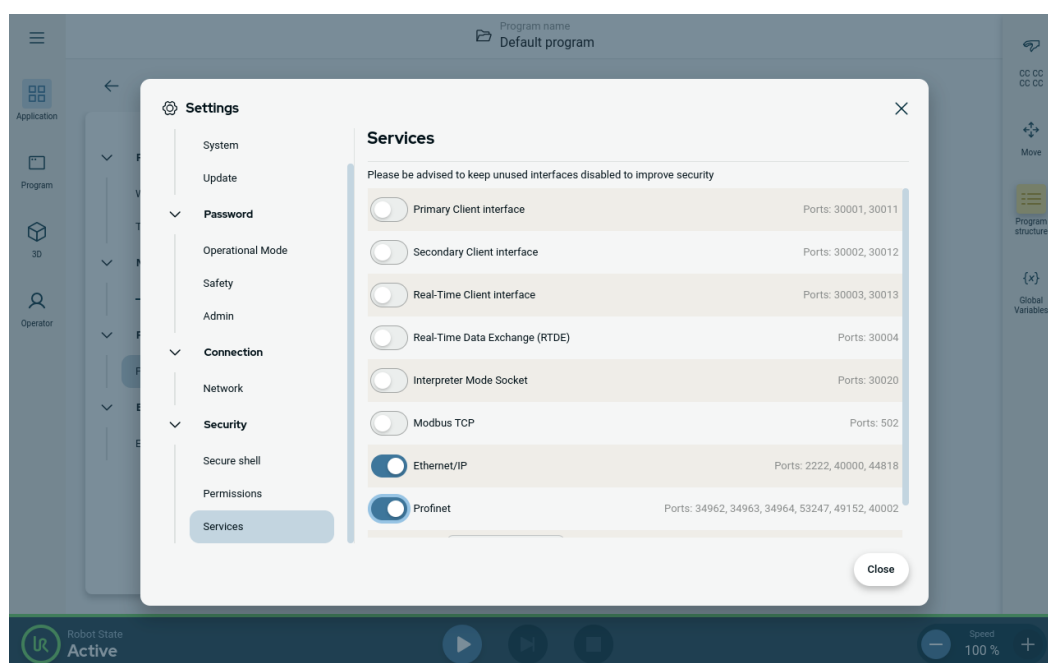 Program name
Default program
Application
Program
3D
Operator
Settings
System
Update
Password
Operational Mode
Safety
Admin
Connection
Network
Security
Secure shell
Permissions
Services
Services
Please be advised to keep unused interfaces disabled to improve security
Primary Client interface Ports: 30001, 30011
Secondary Client interface Ports: 30002, 30012
Real-Time Client interface Ports: 30003, 30013
Real-Time Data Exchange (RTDE) Ports: 30004
Interpreter Mode Socket Ports: 30020
Modbus TCP Ports: 502
Ethernet/IP Ports: 2222, 40000, 44818
Profinet Ports: 34962, 34963, 34964, 53247, 49152, 40002
Close
CC CC
CC CC
Move
Program
structure
{x}
Global
Variables
UR
Robot State
Active
Speed
100 %